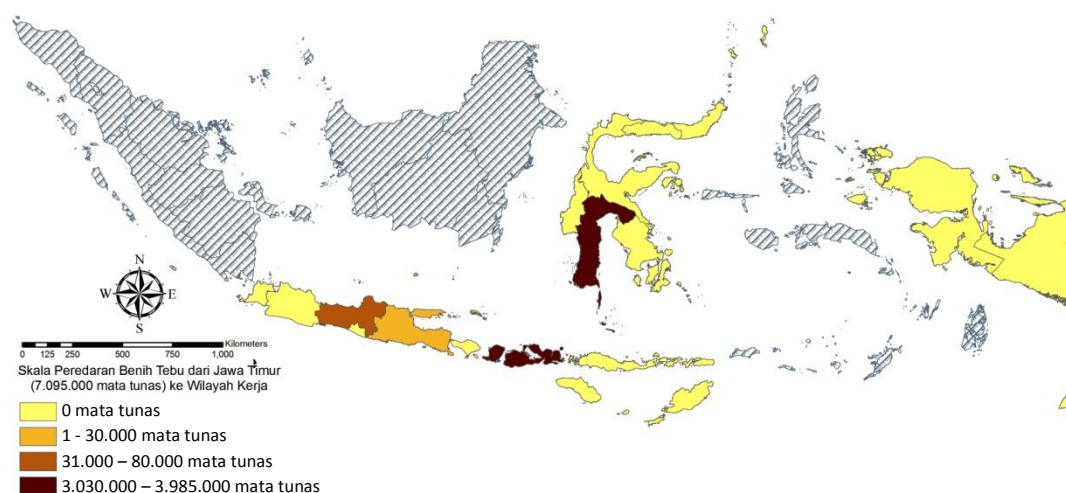 N
W E
S
Kilometers
0 125 250 500 750 1,000
Skala Peredaran Benih Tebu dari Jawa Timur
(7.095.000 mata tunas) ke Wilayah Kerja
0 mata tunas
1 - 30.000 mata tunas
31.000 – 80.000 mata tunas
3.030.000 – 3.985.000 mata tunas